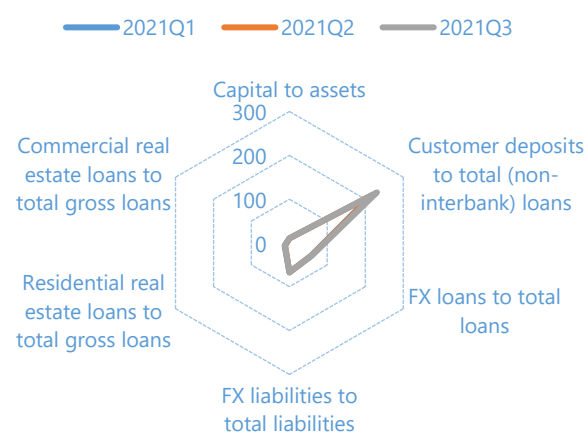 2021Q1 2021Q2 2021Q3
Capital to assets
300
200
100
0
Customer deposits
to total (non-
interbank) loans
FX loans to total
loans
FX liabilities to
total liabilities
Residential real
estate loans to
total gross loans
Commercial real
estate loans to
total gross loans